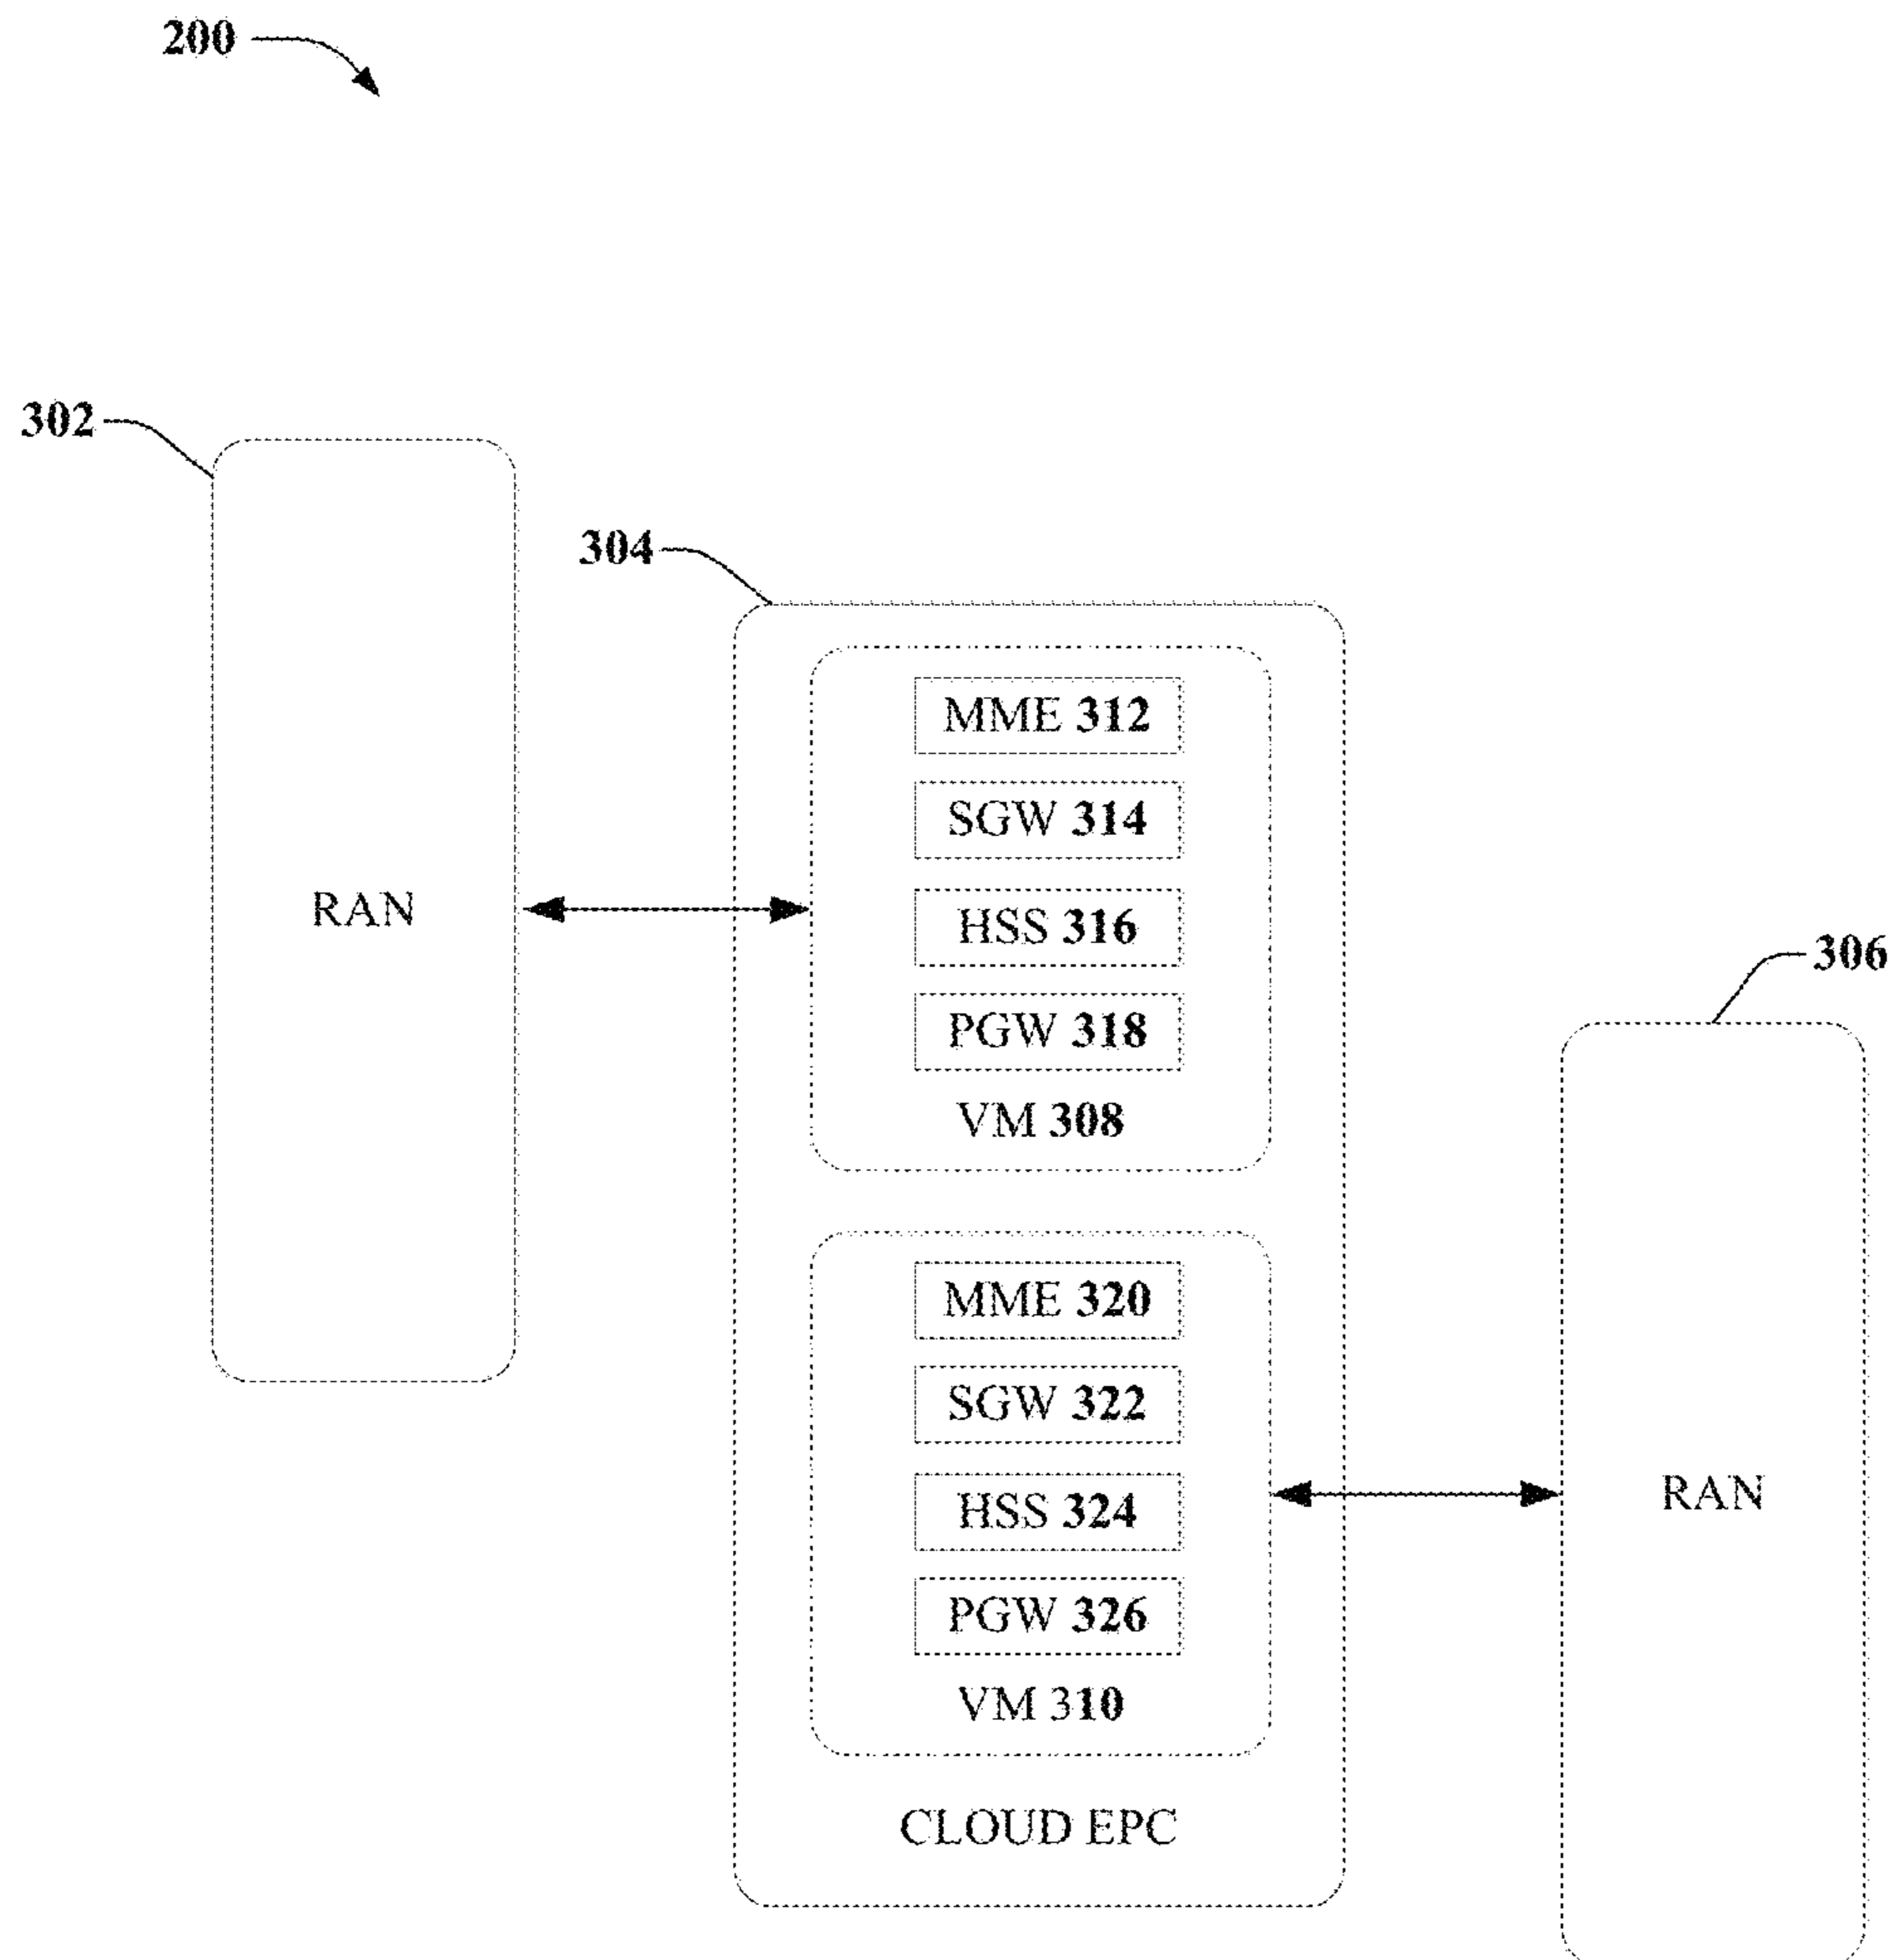 200
302
304
MME 312
SGW 314
RAN
HSS 316
306
PGW 318
VM 308
MME 320
SGW 322
HSS 324
RAN
PGW 326
VM 310
CLOUD EPC